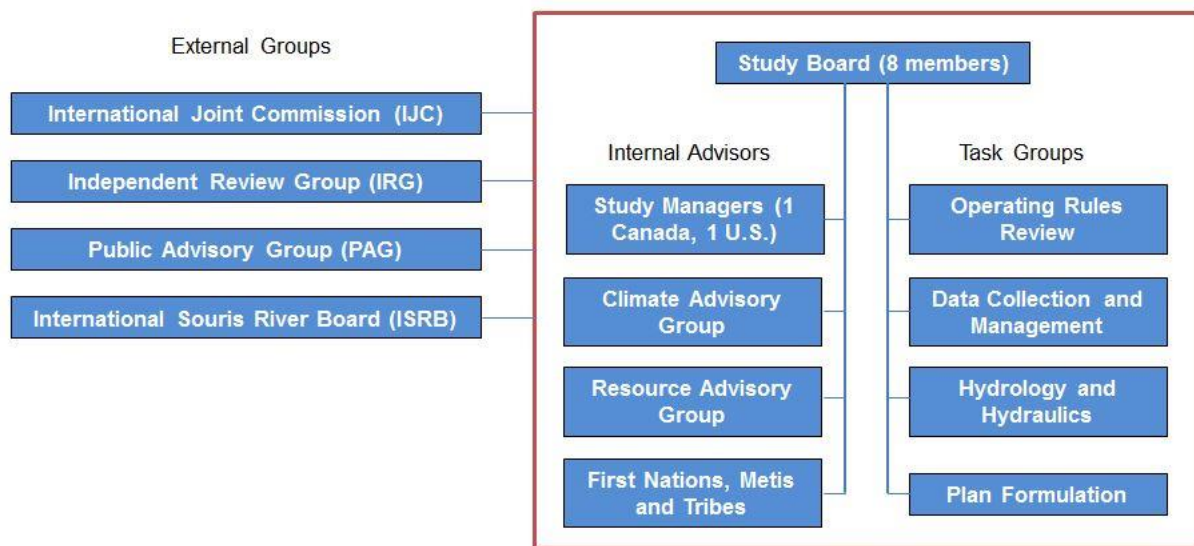 External Groups
International Joint Commission (IJC)
Independent Review Group (IRG)
Public Advisory Group (PAG)
International Souris River Board (ISRB)
Study Board (8 members)
Internal Advisors
Study Managers (1
Canada, 1 U.S.)
Climate Advisory
Group
Resource Advisory
Group
First Nations, Metis
and Tribes
Task Groups
Operating Rules
Review
Data Collection and
Management
Hydrology and
Hydraulics
Plan Formulation